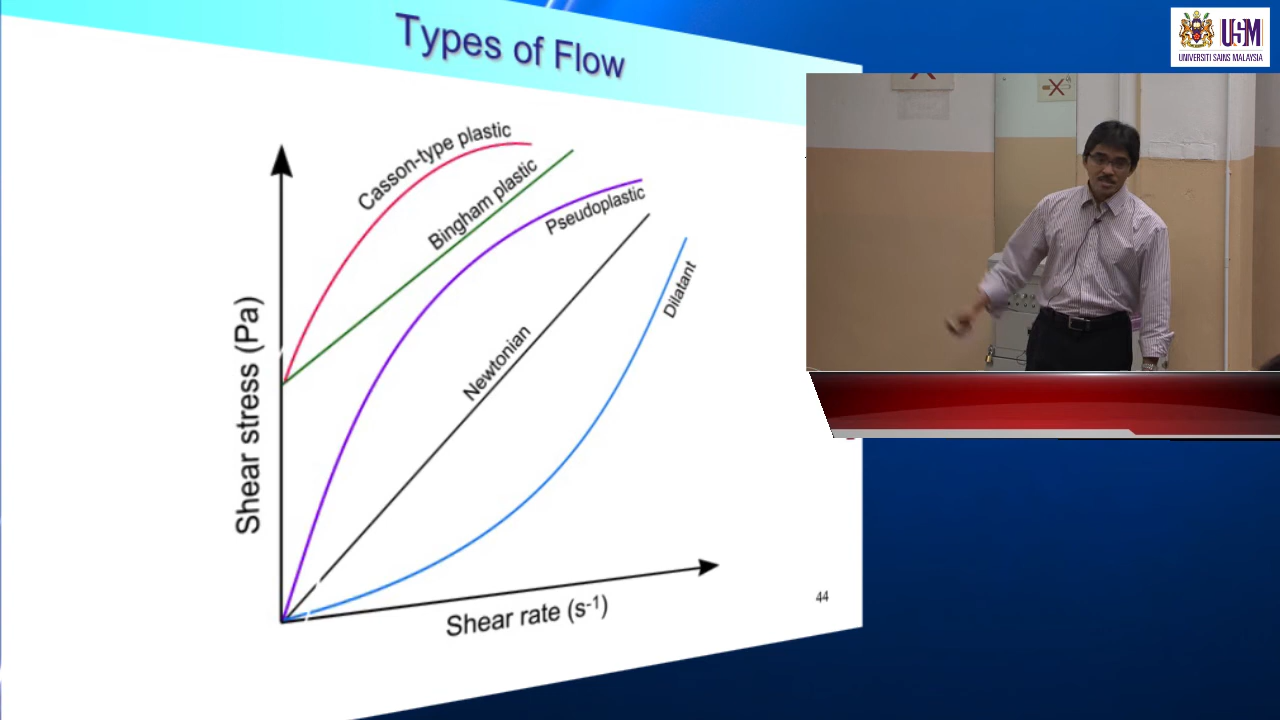 Types of Flow
USM
UNIVERSITI SAINS MALAYSIA
Casson-type plastic
Bingham plastic
Pseudoplastic
Newtonian
Dilatant
Shear stress (Pa)
Shear rate (s-1)
44